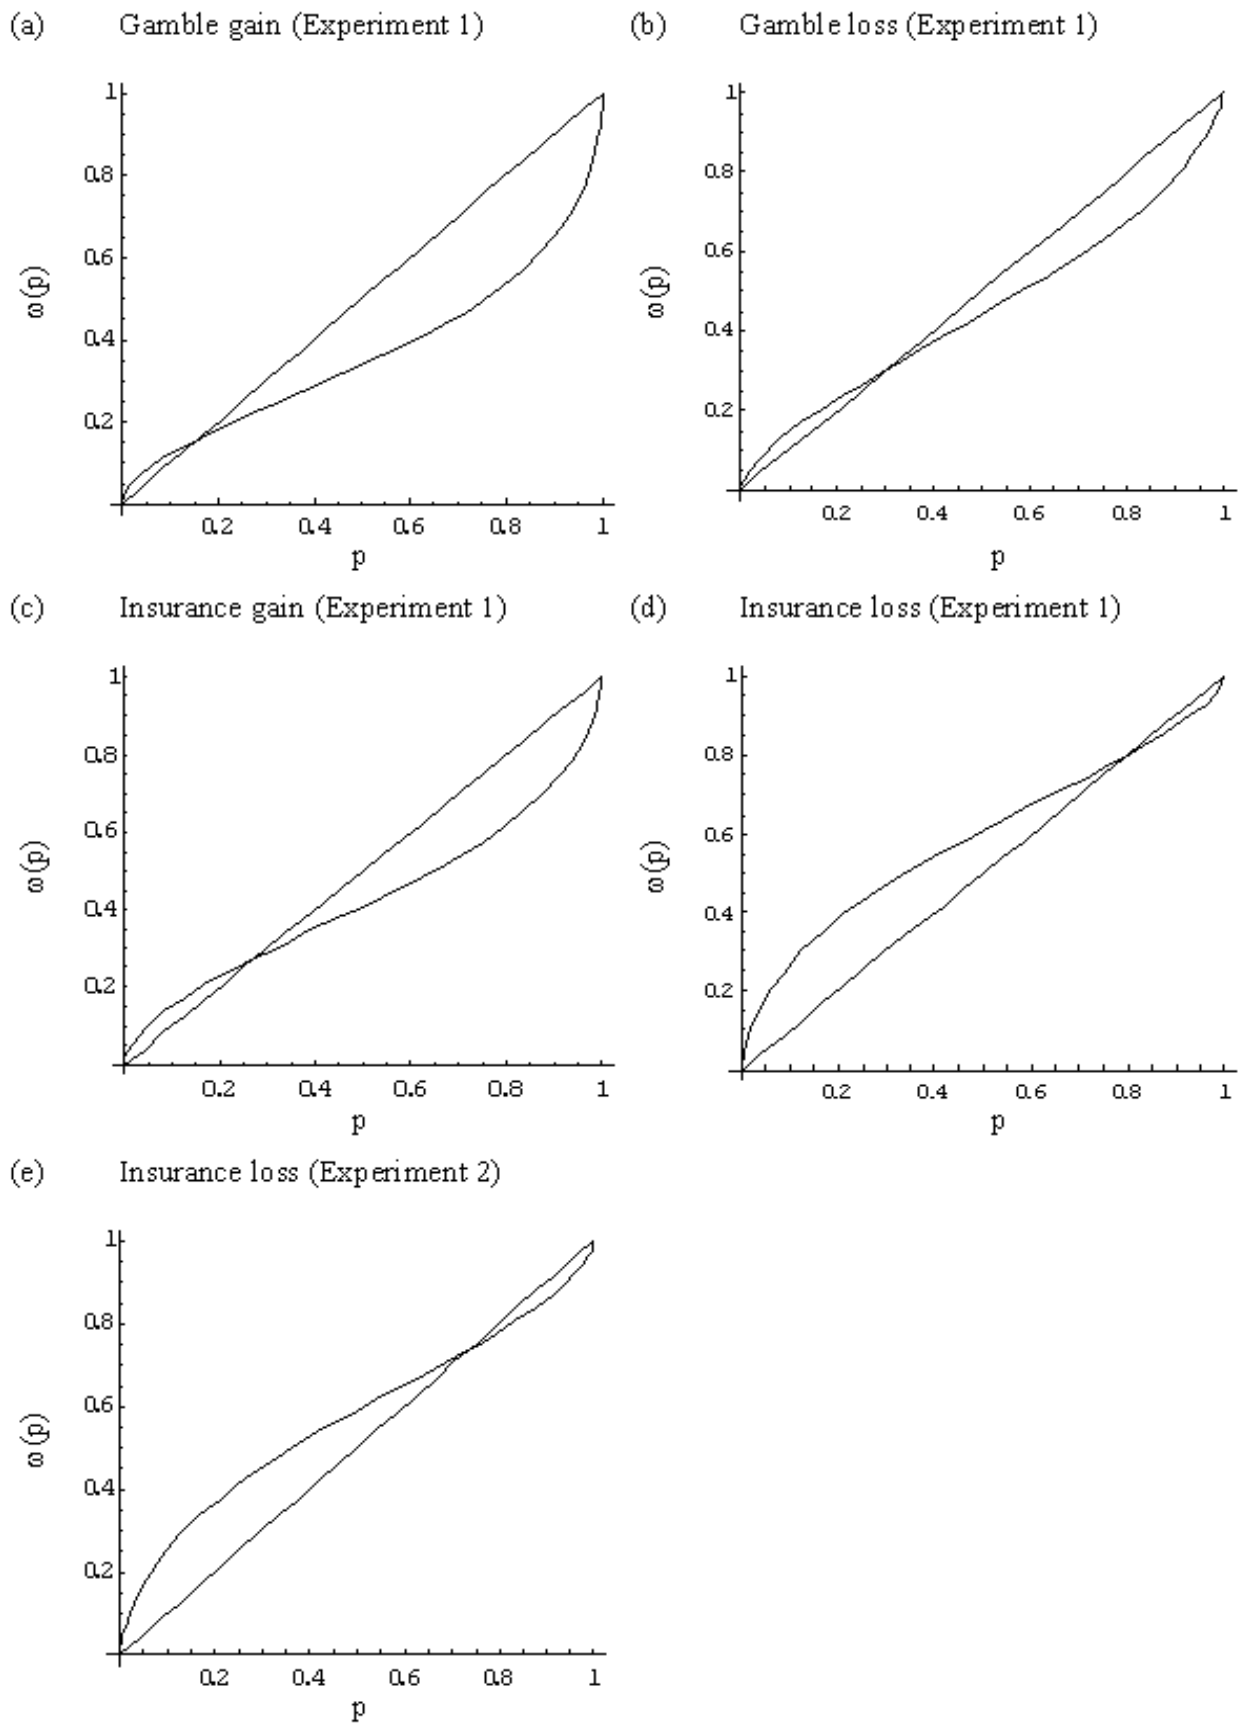 (a) Gamble gain (Experiment 1)
(b) Gamble loss (Experiment 1)
1
0.8
0.6
0.4
0.2
ω(p)
0.2 0.4 0.6 0.8 1
p
1
0.8
0.6
0.4
0.2
ω(p)
0.2 0.4 0.6 0.8 1
p
(c) Insurance gain (Experiment 1)
(d) Insurance loss (Experiment 1)
1
0.8
0.6
0.4
0.2
ω(p)
0.2 0.4 0.6 0.8 1
p
1
0.8
0.6
0.4
0.2
ω(p)
0.2 0.4 0.6 0.8 1
p
(e) Insurance loss (Experiment 2)
1
0.8
0.6
0.4
0.2
ω(p)
0.2 0.4 0.6 0.8 1
p